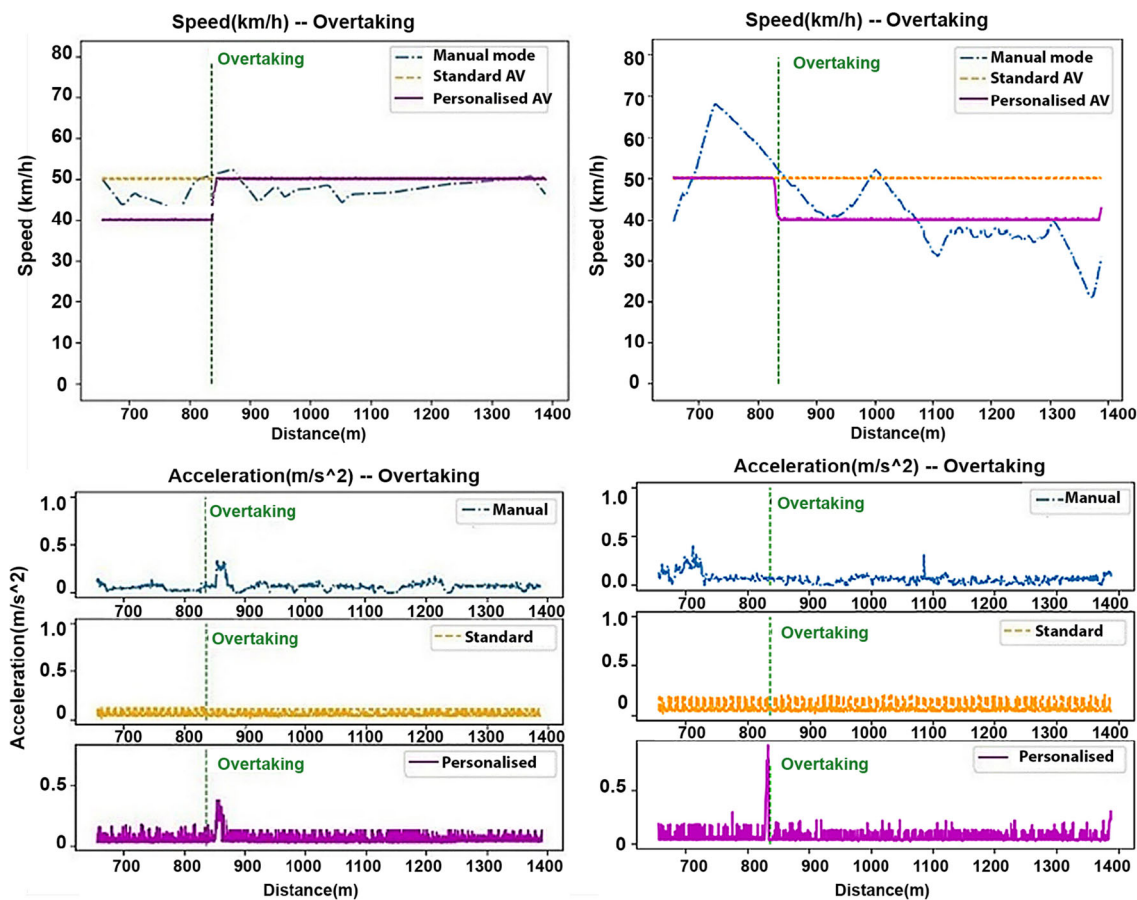 Speed(km/h) -- Overtaking
80
70
60
50
40
30
20
10
0
Speed (km/h)
Overtaking
Manual mode
Standard AV
Personalised AV
700 800 900 1000 1100 1200 1300 1400
Distance(m)
Speed(km/h) -- Overtaking
80
70
60
50
40
30
20
10
0
Speed (km/h)
Overtaking
Manual mode
Standard AV
Personalised AV
700 800 900 1000 1100 1200 1300 1400
Distance(m)
Acceleration(m/s^2) -- Overtaking
Acceleration(m/s^2)
1.0
0.5
0
Overtaking
Manual
700 800 900 1000 1100 1200 1300 1400
1.0
0.5
0
Overtaking
Standard
700 800 900 1000 1100 1200 1300 1400
0.5
0
Overtaking
Personalised
700 800 900 1000 1100 1200 1300 1400
Distance(m)
Acceleration(m/s^2) -- Overtaking
1.0
0.5
0.0
Overtaking
Manual
700 800 900 1000 1100 1200 1300 1400
1.0
0.5
0
Overtaking
Standard
700 800 900 1000 1100 1200 1300 1400
0.5
0
Overtaking
Personalised
700 800 900 1000 1100 1200 1300 1400
Distance(m)